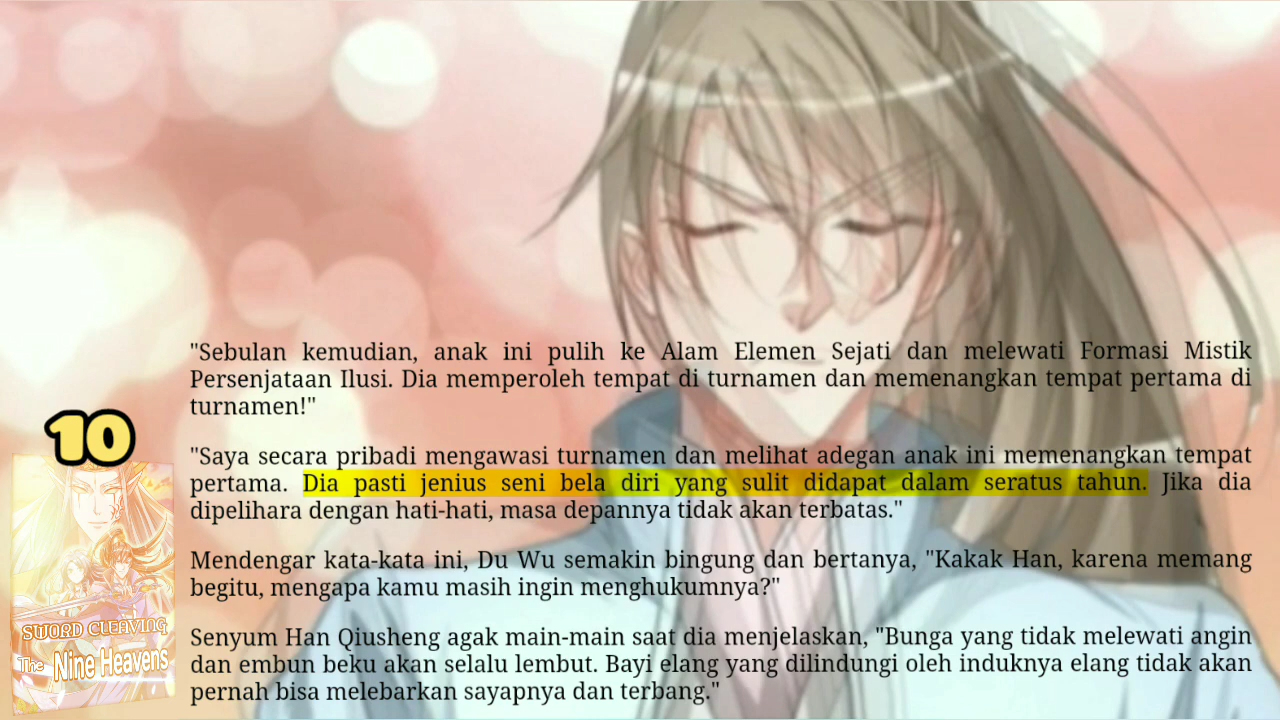 "Sebulan kemudian, anak ini pulih ke Alam Elemen Sejati dan melewati Formasi Mistik
Persenjataan Ilusi. Dia memperoleh tempat di turnamen dan memenangkan tempat pertama di
turnamen!"
"Saya secara pribadi mengawasi turnamen dan melihat adegan anak ini memenangkan tempat
pertama. Dia pasti jenius seni bela diri yang sulit didapat dalam seratus tahun. Jika dia
dipelihara dengan hati-hati, masa depannya tidak akan terbatas."
Mendengar kata-kata ini, Du Wu semakin bingung dan bertanya, "Kakak Han, karena memang
begitu, mengapa kamu masih ingin menghukumnya?"
Senyum Han Qiusheng agak main-main saat dia menjelaskan, "Bunga yang tidak melewati angin
dan embun beku akan selalu lembut. Bayi elang yang dilindungi oleh induknya elang tidak akan
pernah bisa melebarkan sayapnya dan terbang."
10
SWORD CLEAVING
The Nine Heavens